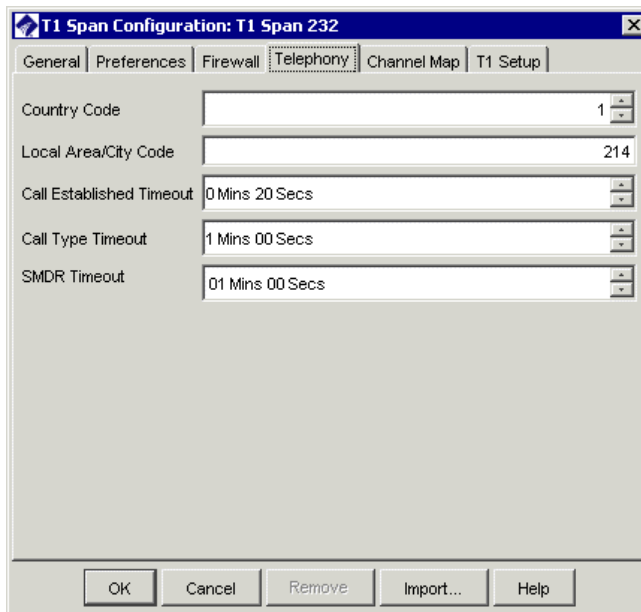 T1 Span Configuration: T1 Span 232
General Preferences Firewall Telephony Channel Map T1 Setup
Country Code 1
Local Area/City Code 214
Call Established Timeout 0 Mins 20 Secs
Call Type Timeout 1 Mins 00 Secs
SMDR Timeout 01 Mins 00 Secs
OK Cancel Remove Import... Help